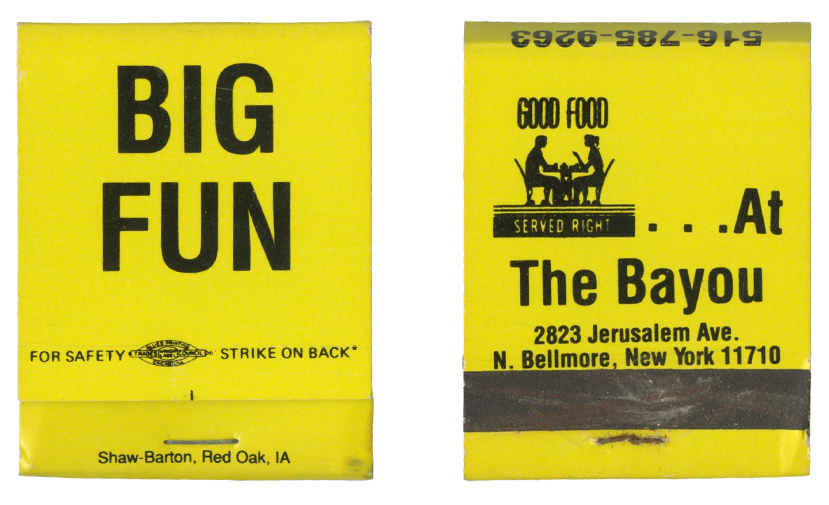 BIG
FUN
FOR SAFETY STRIKE ON BACK
Shaw-Barton, Red Oak, IA
516-785-9263
GOOD FOOD
SERVED RIGHT
. . .At
The Bayou
2823 Jerusalem Ave.
N. Bellmore, New York 11710